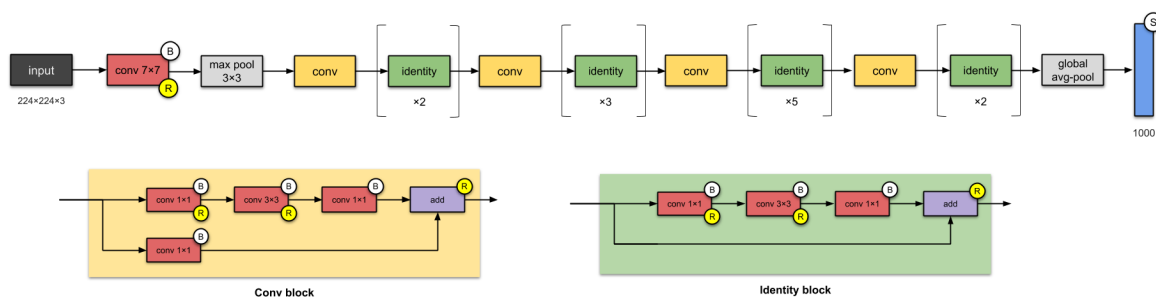 S
B
input
conv 7×7
max pool
3×3
conv
identity
conv
identity
conv
identity
conv
identity
global
avg-pool
R
224×224×3
×2
×3
×5
×2
1000
B
B
B
R
conv 1×1
conv 3×3
conv 1×1
add
R
R
B
conv 1×1
Conv block
B
B
B
R
conv 1×1
conv 3×3
conv 1×1
add
R
R
Identity block